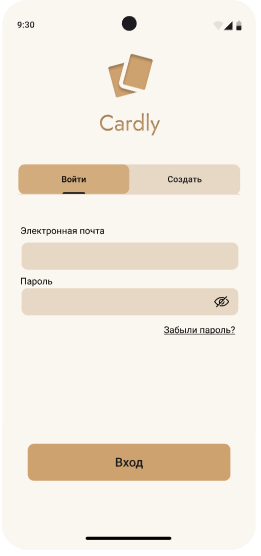 9:30
Cardly
Войти Создать
Электронная почта
Пароль
Забыли пароль?
Вход